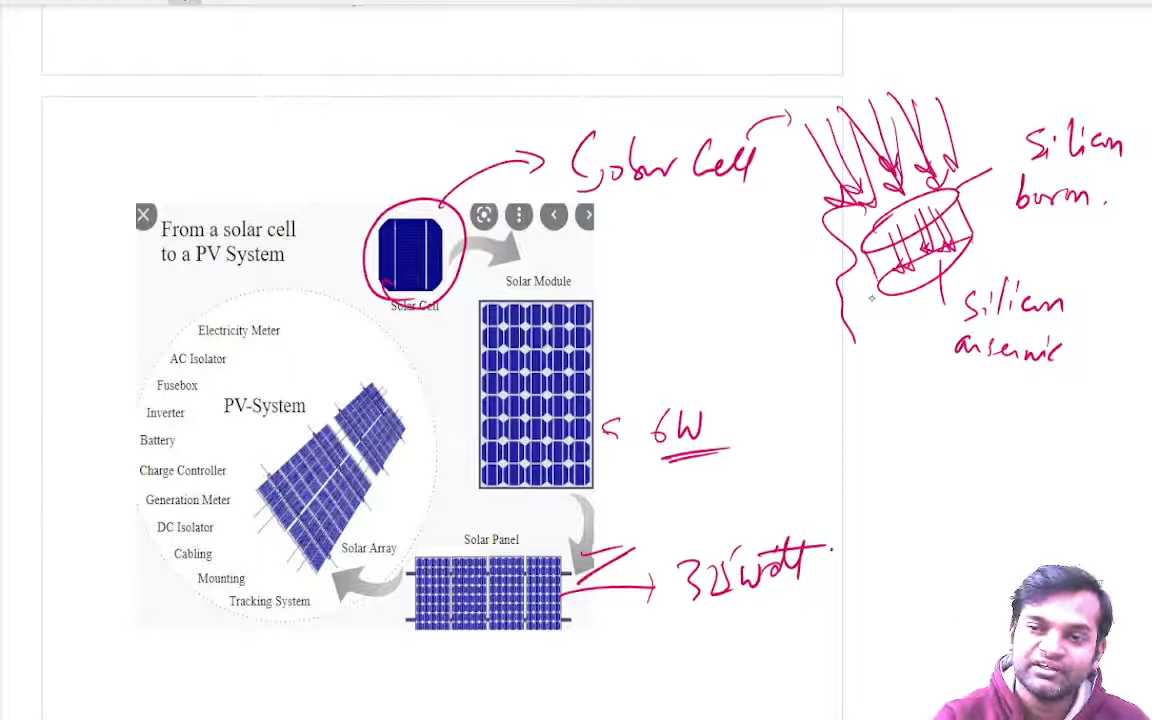 Solar Cell
Silicon
boron.
Silicon
arsenic
From a solar cell
to a PV System
Solar Cell
Solar Module
Electricity Meter
AC Isolator
Fusebox
PV-System
Inverter
Battery
Charge Controller
Generation Meter
DC Isolator
Cabling
Mounting
Tracking System
Solar Array
Solar Panel
6W
325 watt